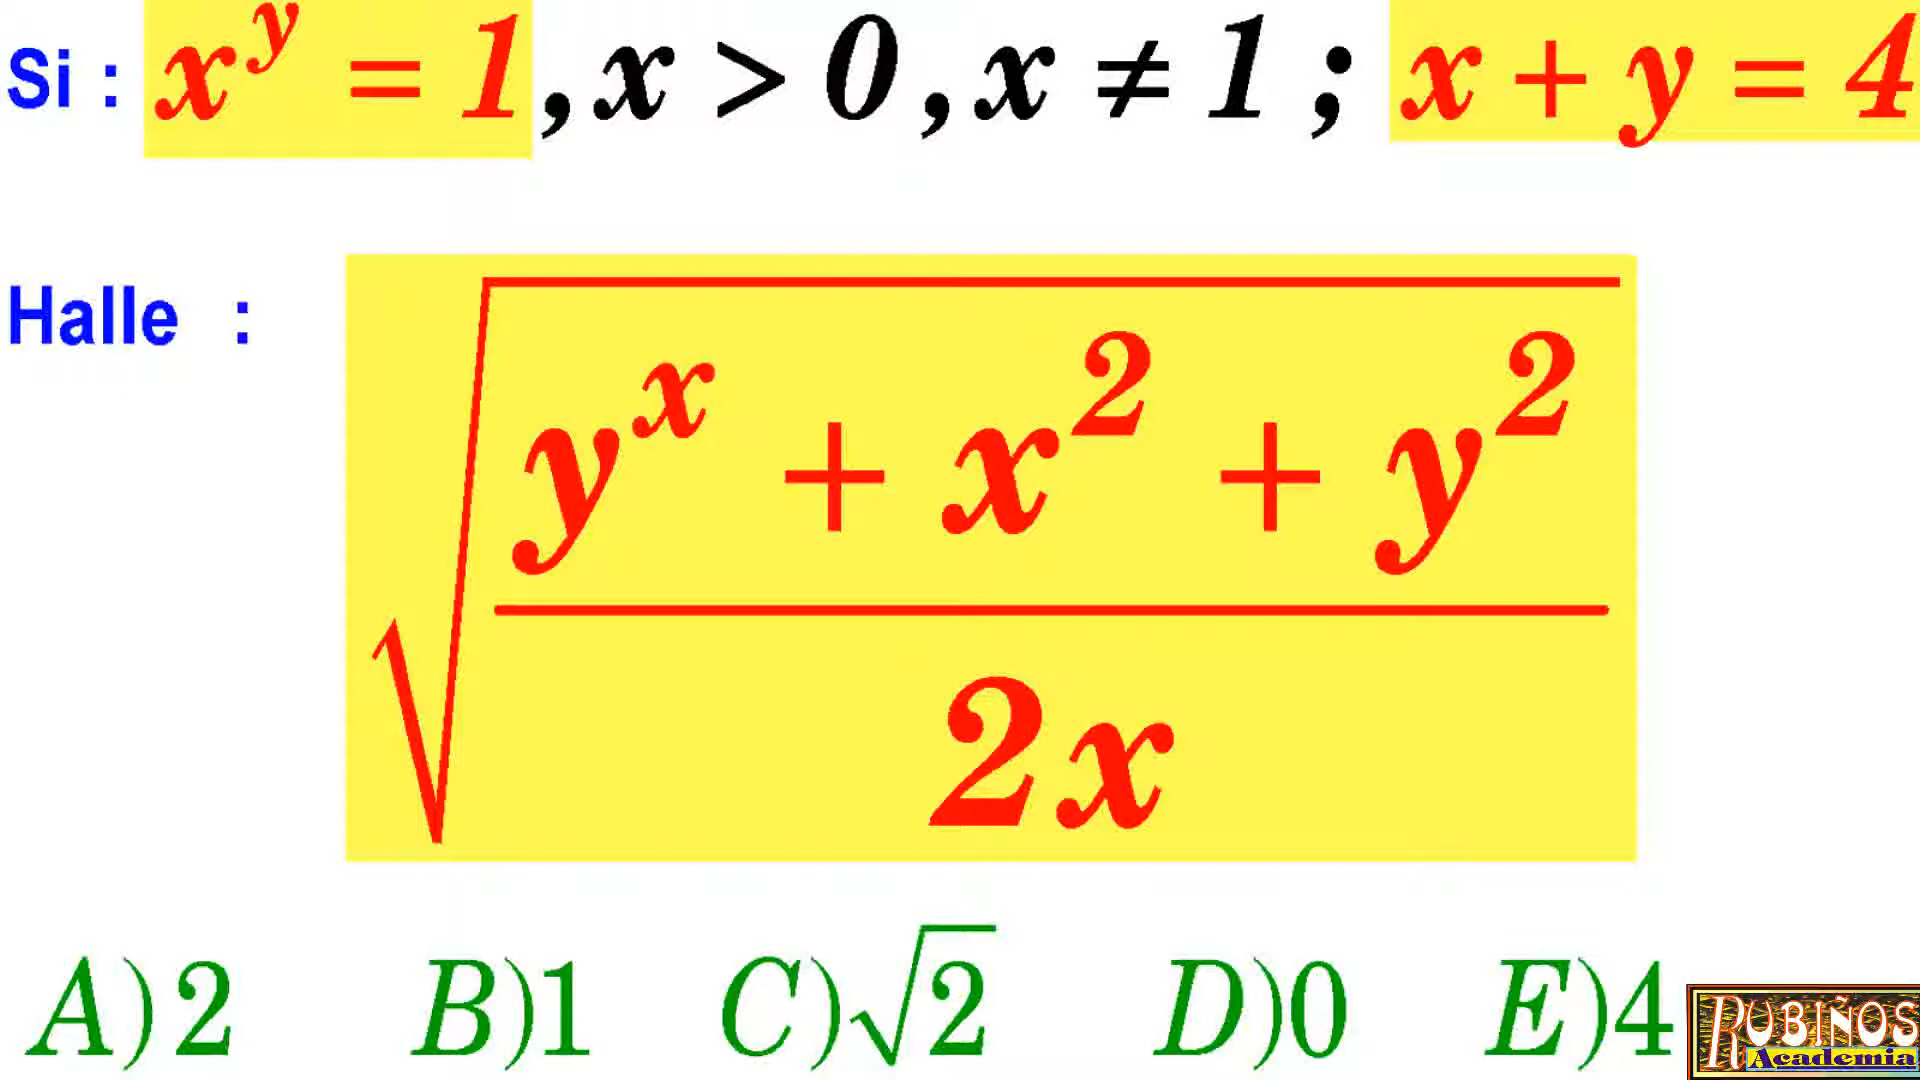 Si : x^y = 1 , x > 0 , x ≠ 1 ; x + y = 4
Halle : √((y^x + x^2 + y^2)/(2x))
A) 2 B) 1 C) √2 D) 0 E) 4
RUBIÑOS
Academia